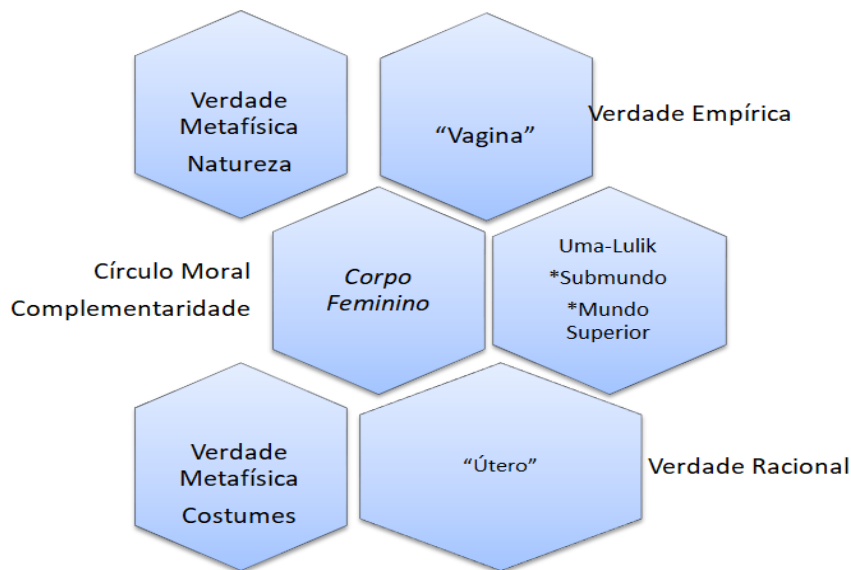 Verdade
Metafísica
Natureza
“Vagina”
Verdade Empírica
Círculo Moral
Complementaridade
Corpo
Feminino
Uma-Lulik
*Submundo
*Mundo
Superior
Verdade
Metafísica
Costumes
“Útero”
Verdade Racional